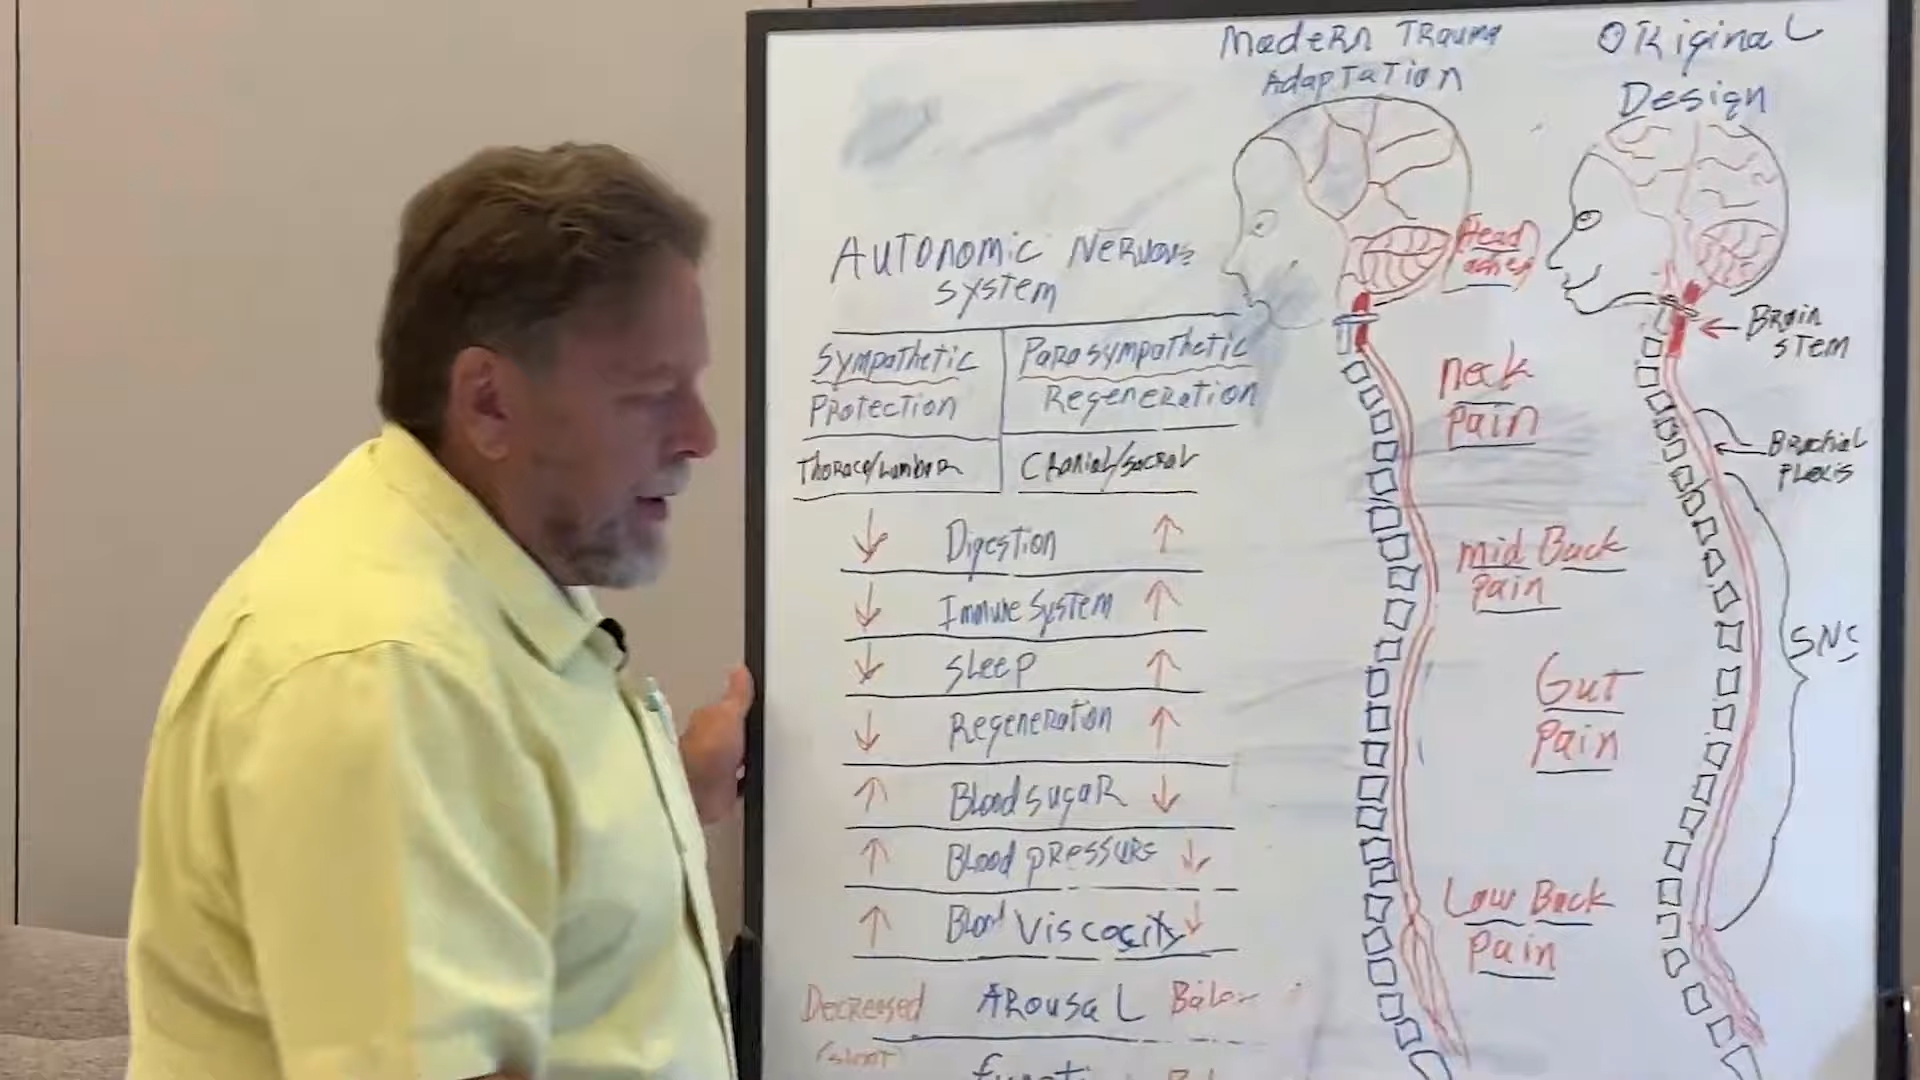 Modern Trauma
Adaptation
Original
Design
Autonomic Nervous
System
Sympathetic
Protection
Parasympathetic
Regeneration
Thoraco/Lumbar
Cranial/Sacral
↓ Digestion ↑
↓ Immune System ↑
↓ Sleep ↑
↓ Regeneration ↑
↑ Blood sugar ↓
↑ Blood pressure ↓
↑ Blood Viscocity ↓
Decreased Arousal
Head
aches
Neck
Pain
mid Back
Pain
Gut
Pain
Low Back
Pain
Brain
stem
Brachial
Plexis
SNS